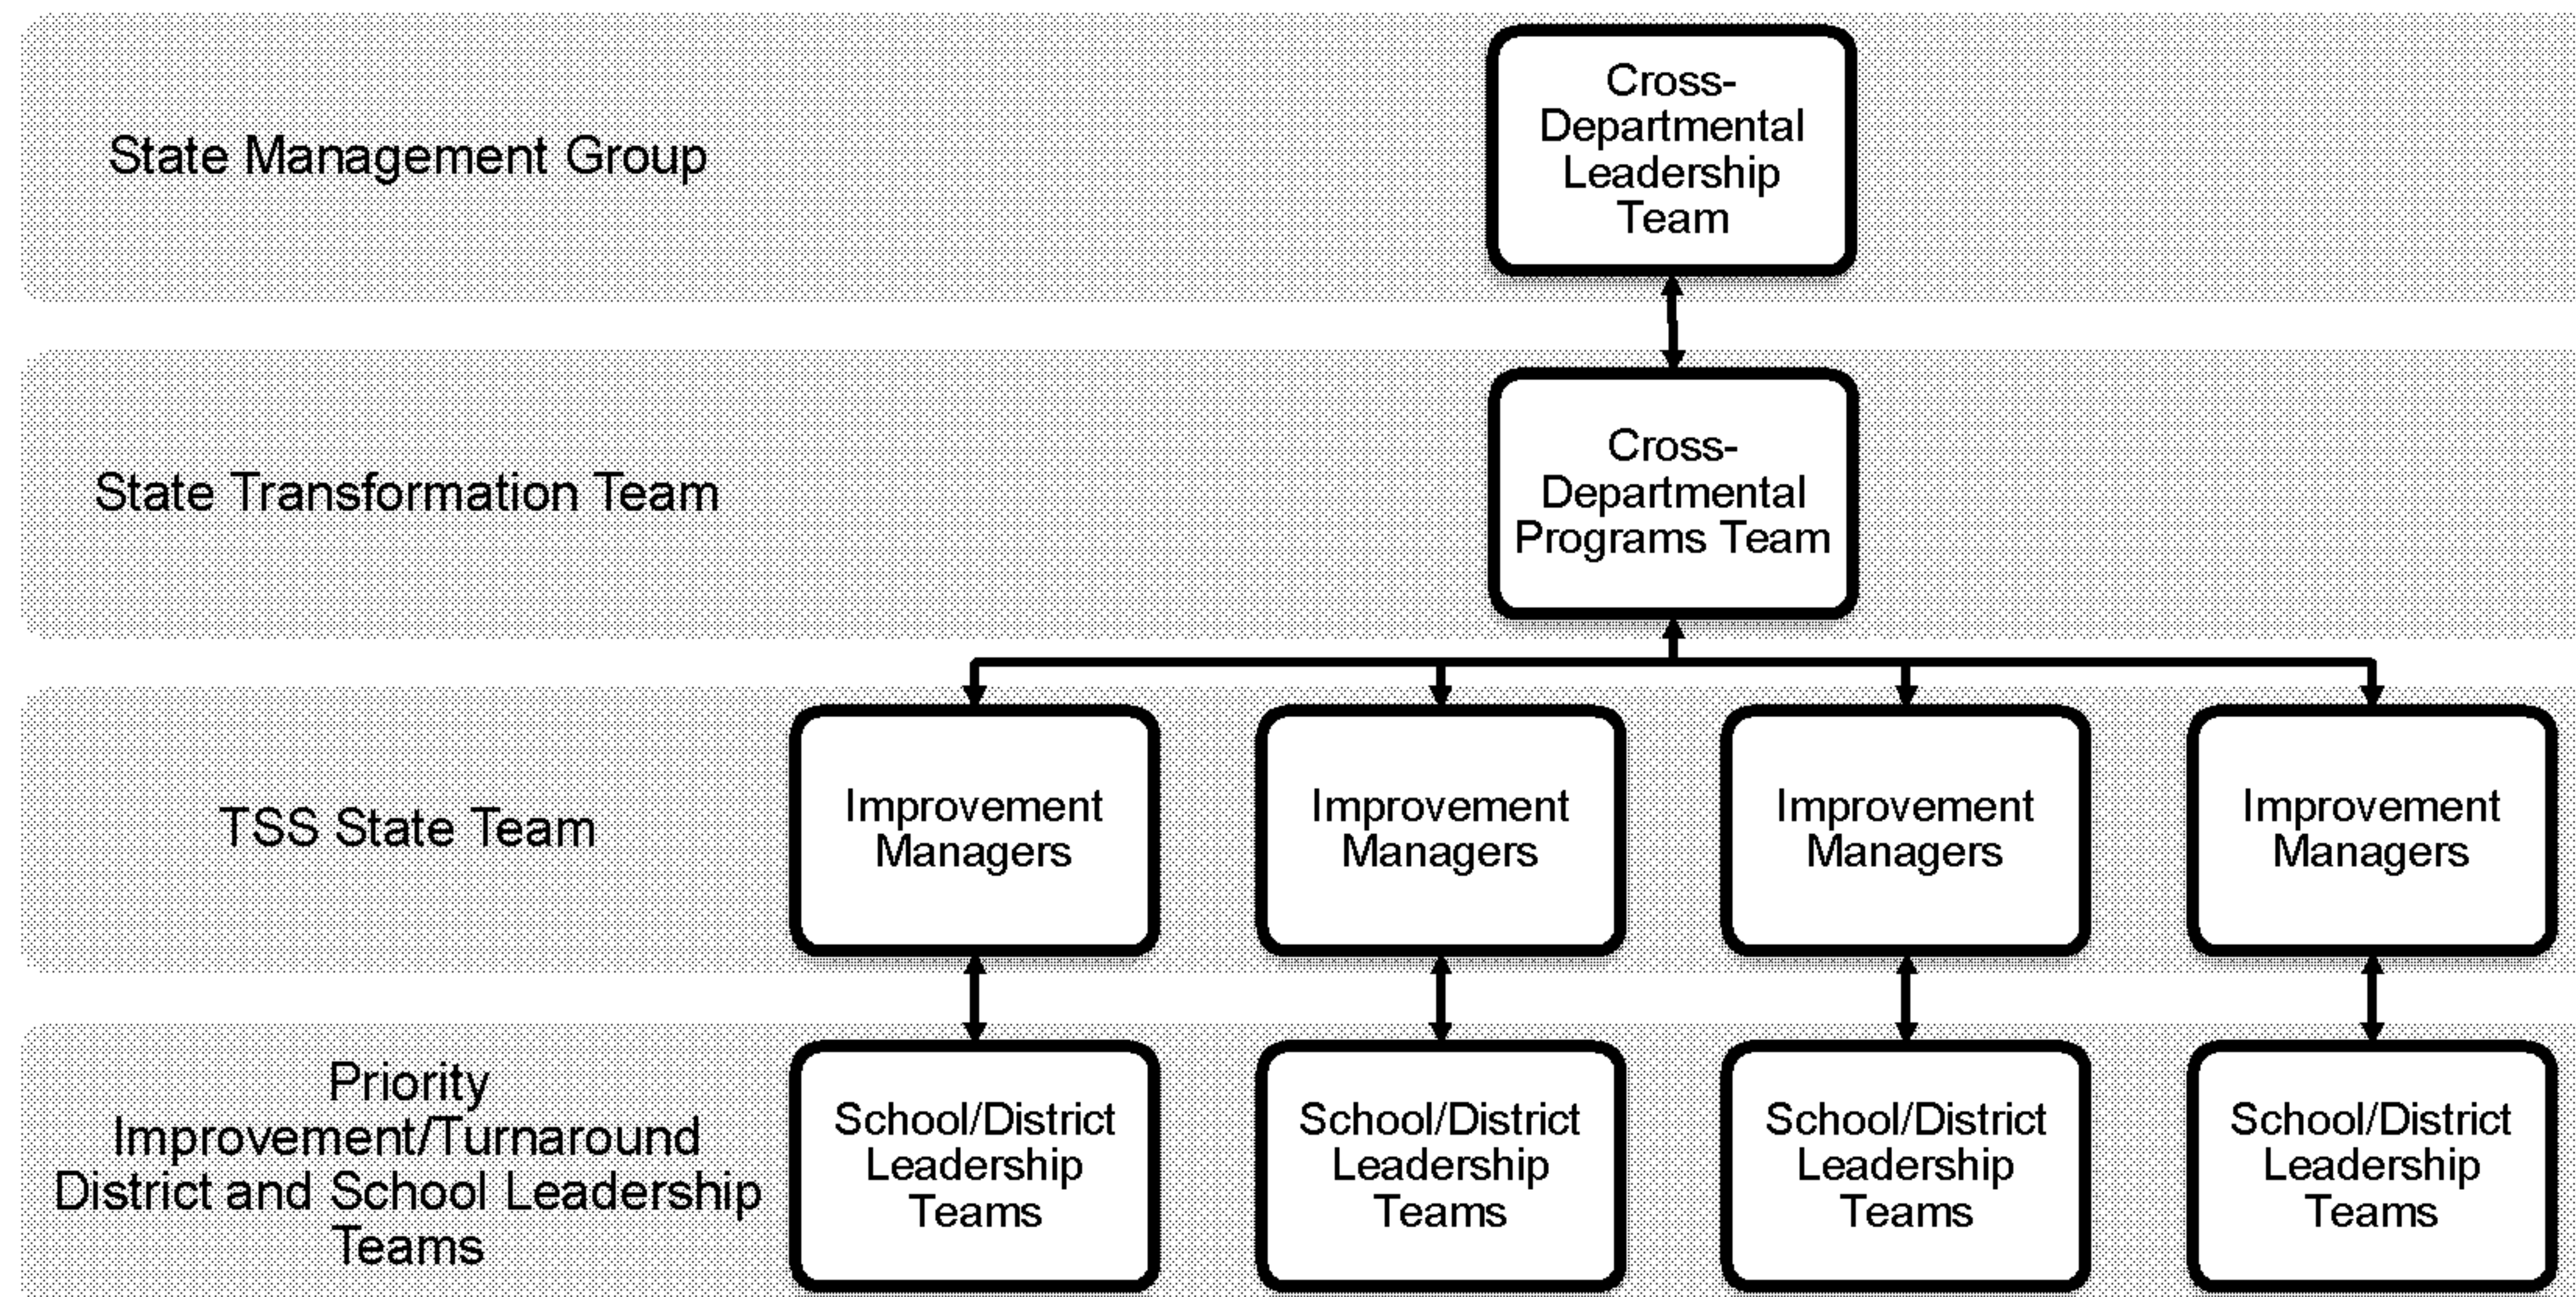 State Management Group
Cross-
Departmental
Leadership
Team
State Transformation Team
Cross-
Departmental
Programs Team
TSS State Team
Improvement
Managers
Improvement
Managers
Improvement
Managers
Improvement
Managers
Priority
Improvement/Turnaround
District and School Leadership
Teams
School/District
Leadership
Teams
School/District
Leadership
Teams
School/District
Leadership
Teams
School/District
Leadership
Teams